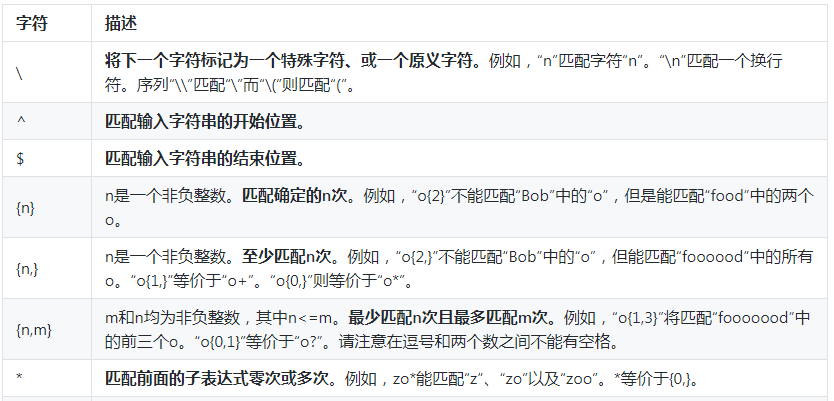 字符 描述
\ 将下一个字符标记为一个特殊字符、或一个原义字符。例如，“n”匹配字符“n”。“\n”匹配一个换行
符。序列“\\”匹配“\”而“\(”则匹配“(”。
^ 匹配输入字符串的开始位置。
$ 匹配输入字符串的结束位置。
{n} n是一个非负整数。匹配确定的n次。例如，“o{2}”不能匹配“Bob”中的“o”，但是能匹配“food”中的两个
o。
{n,} n是一个非负整数。至少匹配n次。例如，“o{2,}”不能匹配“Bob”中的“o”，但能匹配“foooood”中的所有
o。“o{1,}”等价于“o+”。“o{0,}”则等价于“o*”。
{n,m} m和n均为非负整数，其中n<=m。最少匹配n次且最多匹配m次。例如，“o{1,3}”将匹配“fooooood”中
的前三个o。“o{0,1}”等价于“o?”。请注意在逗号和两个数之间不能有空格。
* 匹配前面的子表达式零次或多次。例如，zo*能匹配“z”、“zo”以及“zoo”。*等价于{0,}。